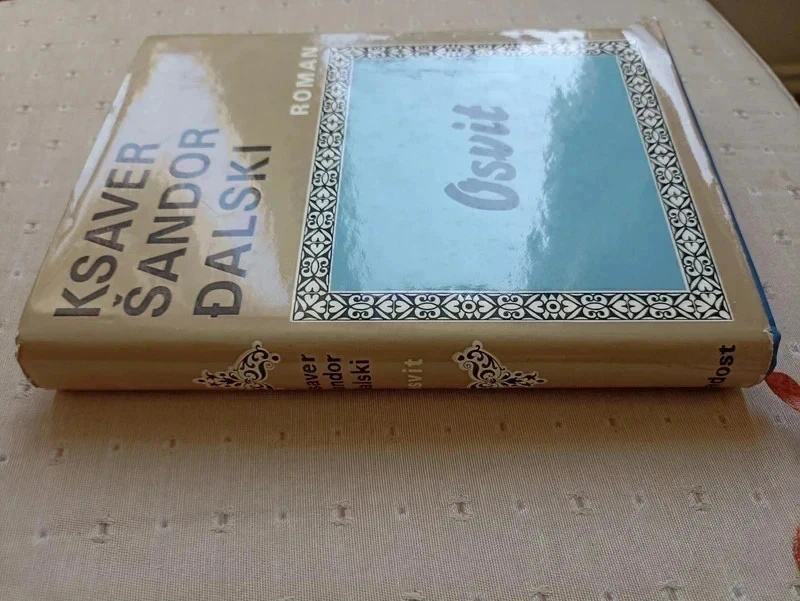 KSAVER
ŠANDOR
ĐALSKI
ROMAN
Osvit
saver
ndor
alski
svit
dost